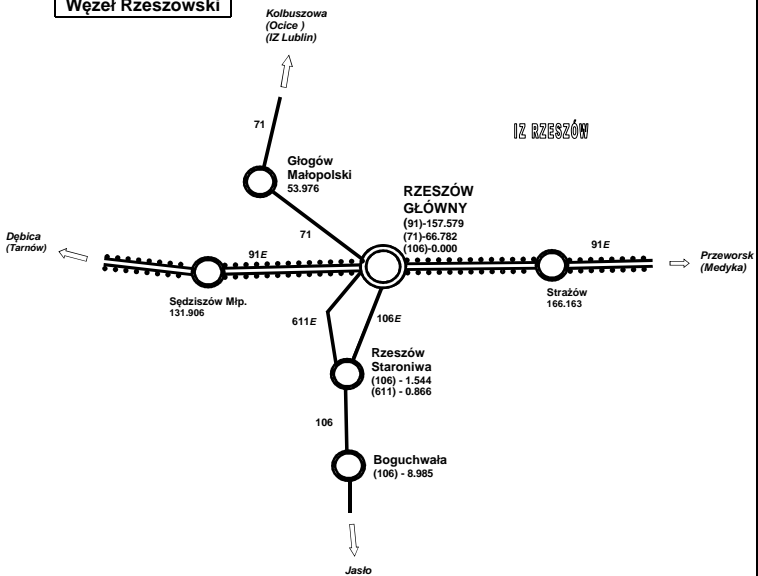 Węzeł Rzeszowski
Kolbuszowa
(Ocice )
(IZ Lublin)
71
IZ RZESZÓW
Głogów
Małopolski
53.976
RZESZÓW
GŁÓWNY
(91)-157.579
(71)-66.782
(106)-0.000
71
Dębica
(Tarnów)
91E
91E
Przeworsk
(Medyka)
Sędziszów Młp.
131.906
Strażów
166.163
611E
106E
Rzeszów
Staroniwa
(106) - 1.544
(611) - 0.866
106
Boguchwała
(106) - 8.985
Jasło